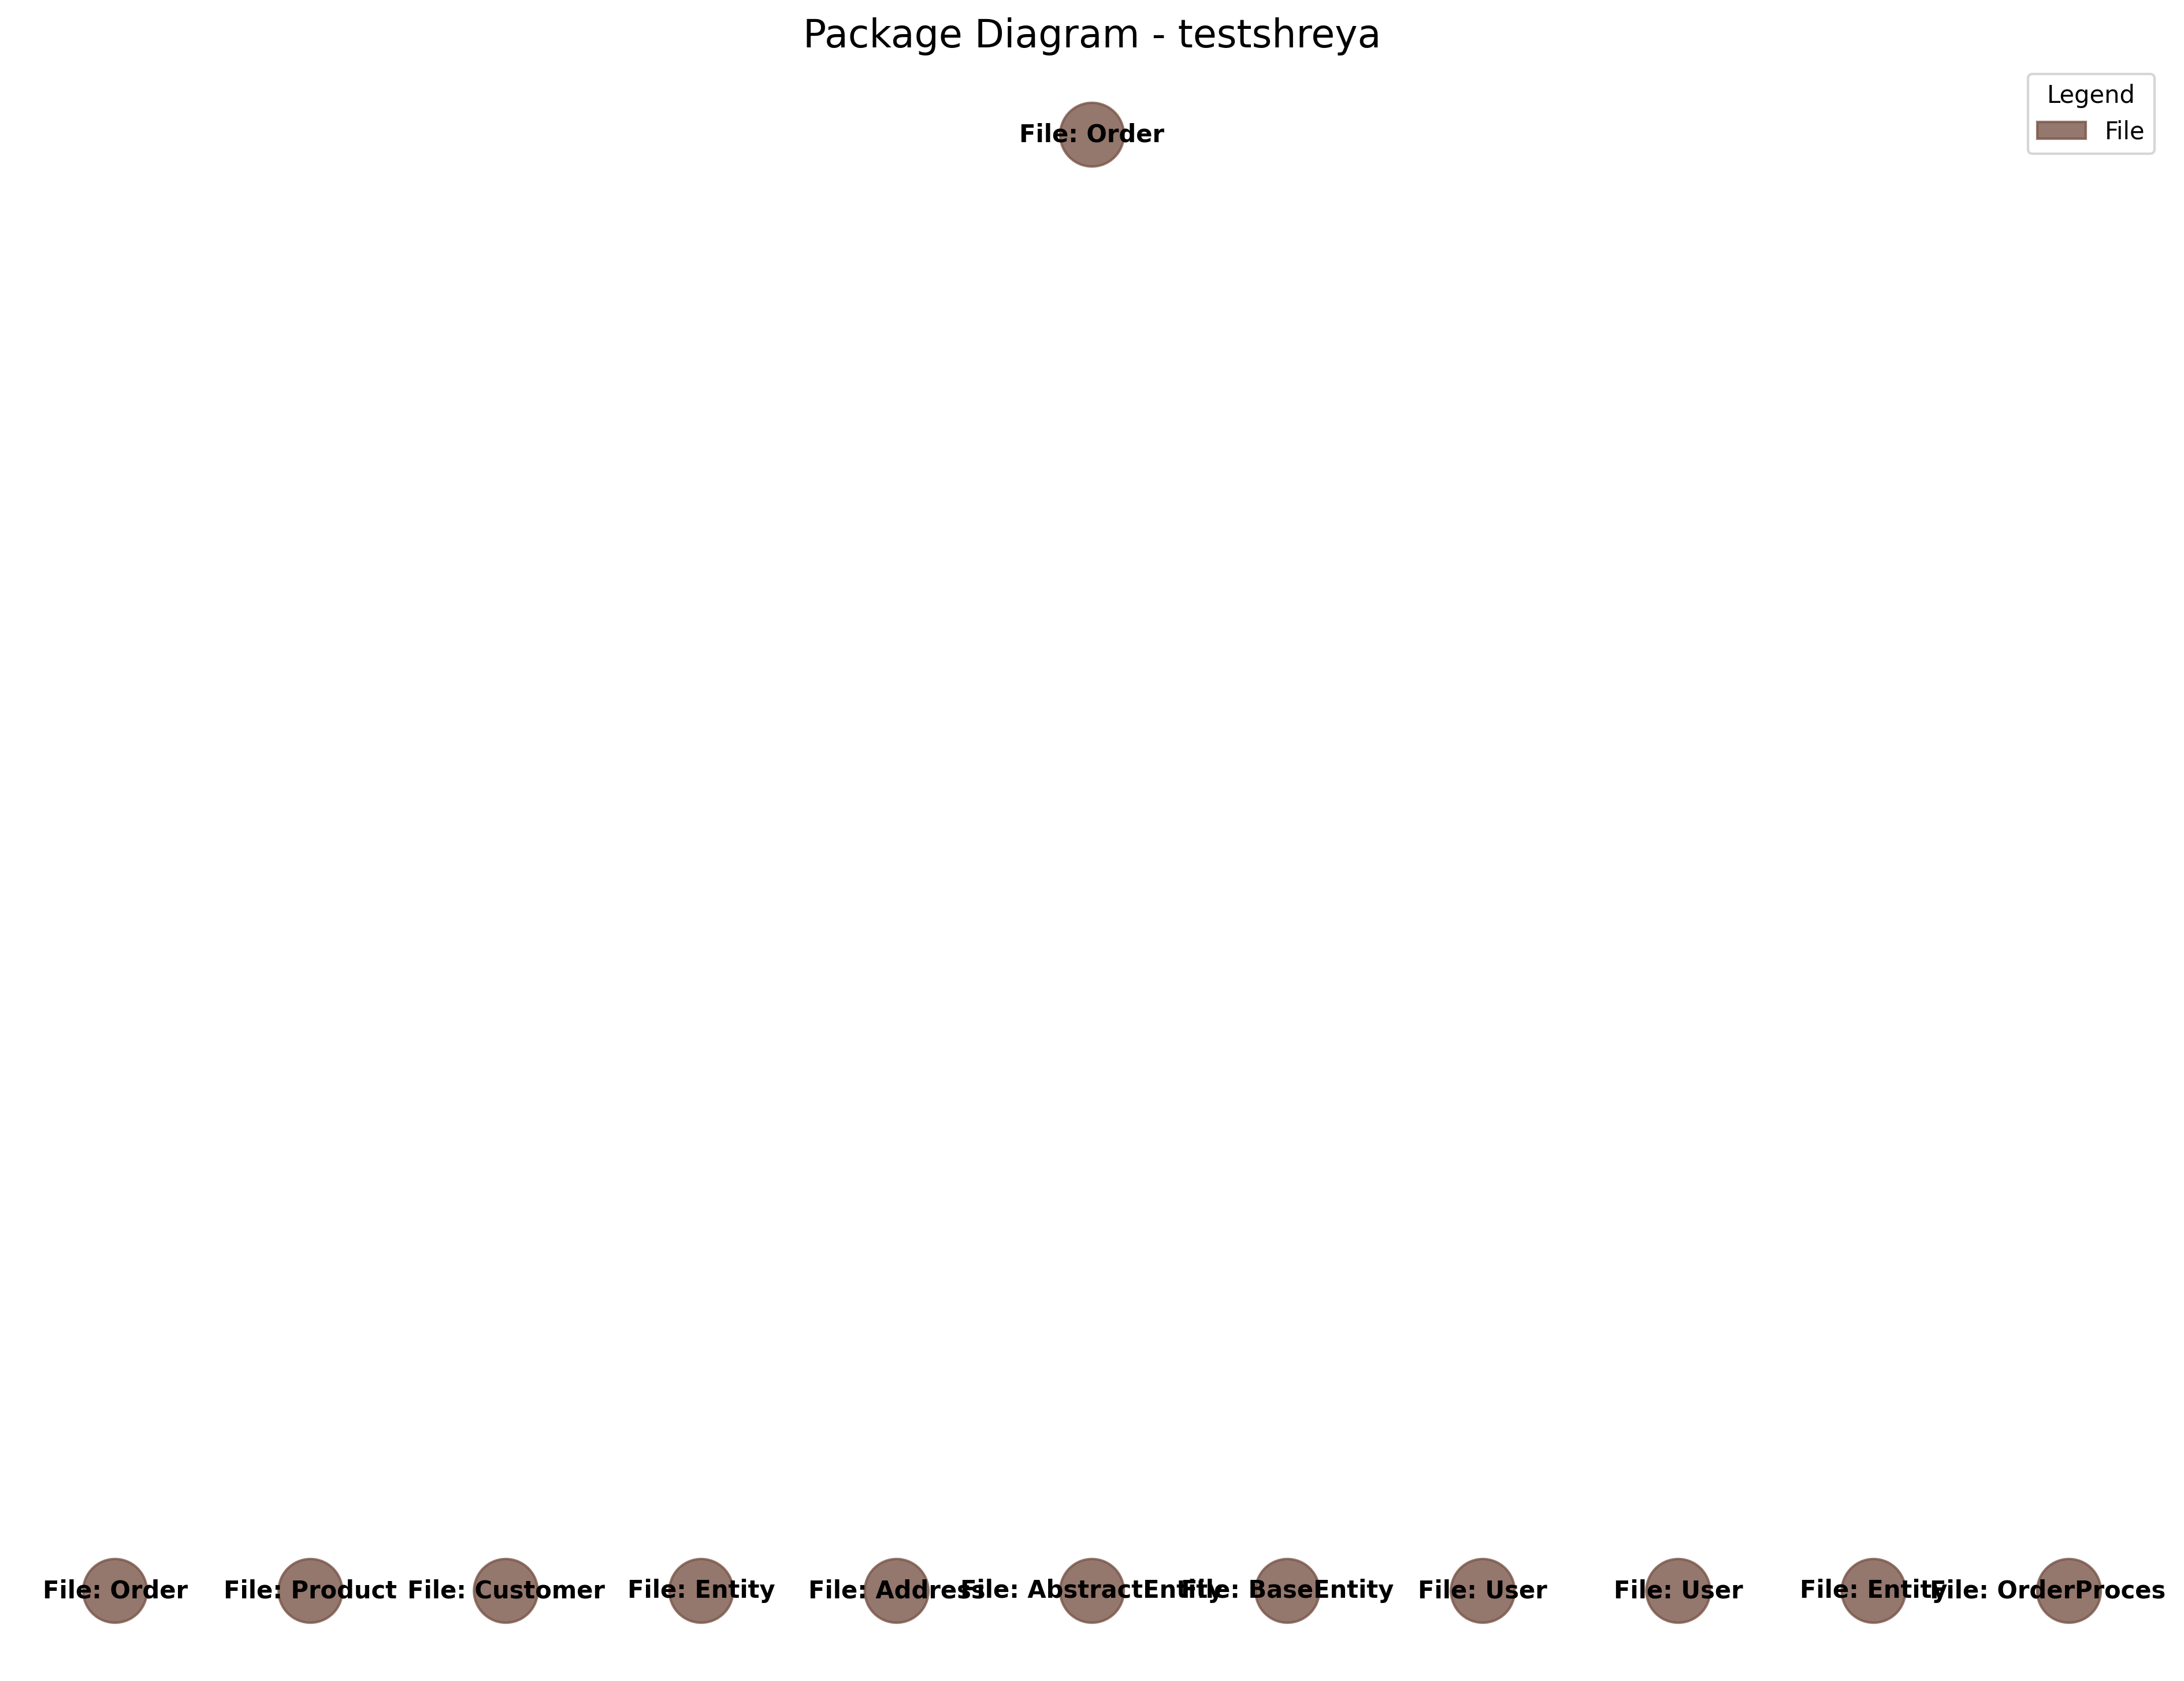 Package Diagram - testshreya
Legend
File
File: Order
File: Order
File: Product
File: Customer
File: Entity
File: Address
File: AbstractEntity
File: BaseEntity
File: User
File: User
File: Entity
File: OrderProces